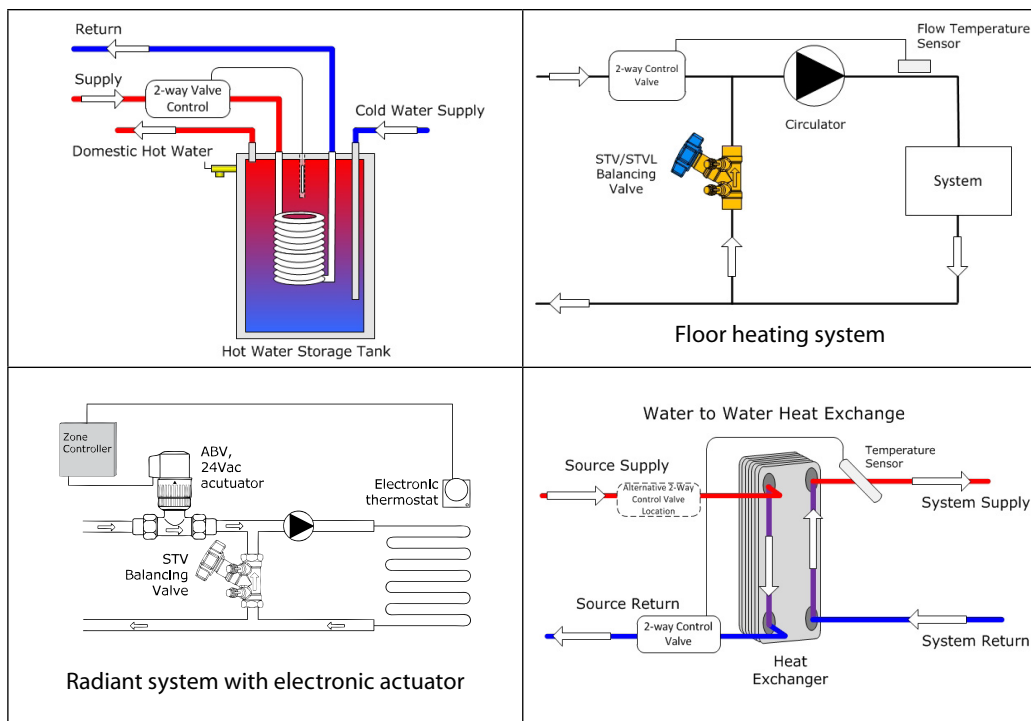 Return
Supply
2-way Valve
Control
Cold Water Supply
Domestic Hot Water
Hot Water Storage Tank
Flow Temperature
Sensor
2-way Control
Valve
Circulator
STV/STVL
Balancing
Valve
System
Floor heating system
Zone
Controller
ABV,
24Vac
acutuator
Electronic
thermostat
STV
Balancing
Valve
Radiant system with electronic actuator
Water to Water Heat Exchange
Temperature
Sensor
Source Supply
Alternative 2-Way
Control Valve
Location
System Supply
Source Return
2-way Control
Valve
System Return
Heat
Exchanger